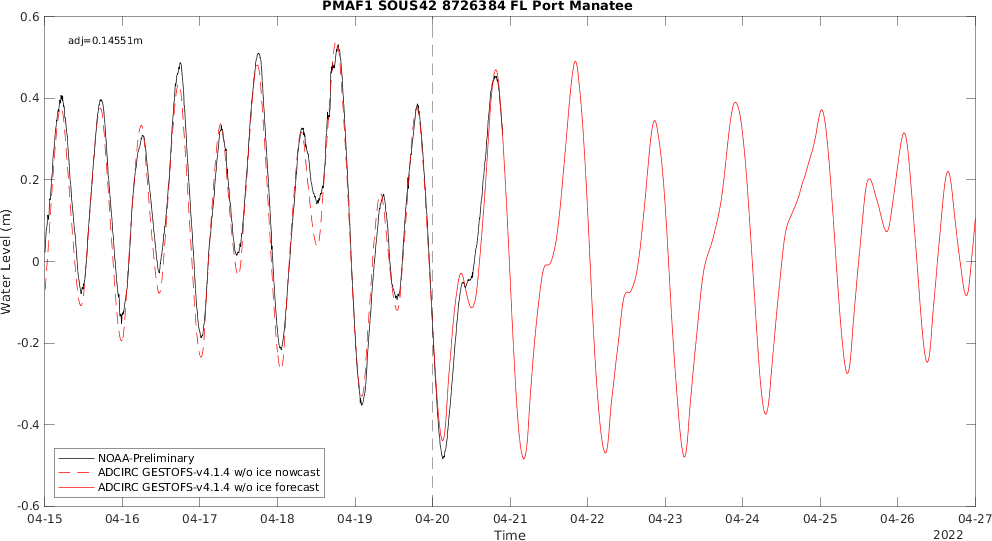 PMAF1 SOUS42 8726384 FL Port Manatee
0.6
adj=0.14551m
0.4
0.2
0
-0.2
-0.4
-0.6
Water Level (m)
NOAA-Preliminary
ADCIRC GESTOFS-v4.1.4 w/o ice nowcast
ADCIRC GESTOFS-v4.1.4 w/o ice forecast
04-15 04-16 04-17 04-18 04-19 04-20 04-21 04-22 04-23 04-24 04-25 04-26 04-27
Time
2022